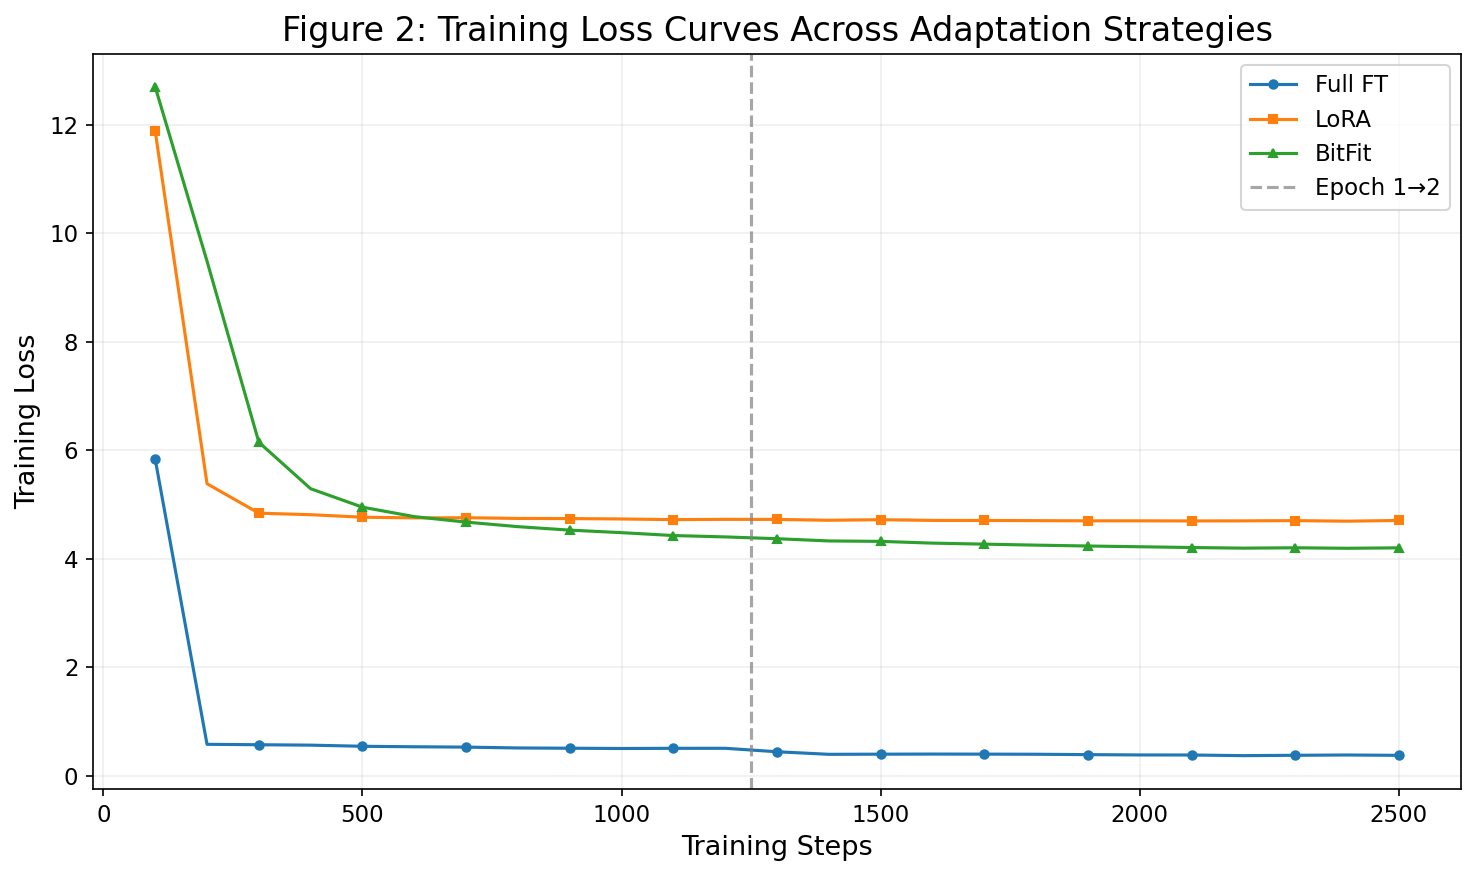 Figure 2: Training Loss Curves Across Adaptation Strategies
Full FT
LoRA
BitFit
Epoch 1→2
Training Loss
12
10
8
6
4
2
0
0 500 1000 1500 2000 2500
Training Steps